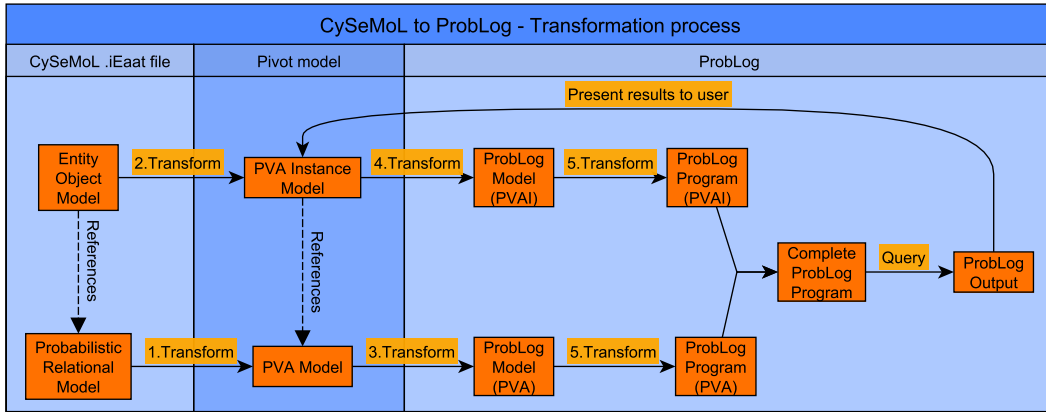 CySeMoL to ProbLog - Transformation process
CySeMoL .iEaat file
Pivot model
ProbLog
Present results to user
Entity
Object
Model
2.Transform
PVA Instance
Model
4.Transform
ProbLog
Model
(PVAI)
5.Transform
ProbLog
Program
(PVAI)
References
References
Complete
ProbLog
Program
Query
ProbLog
Output
Probabilistic
Relational
Model
1.Transform
PVA Model
3.Transform
ProbLog
Model
(PVA)
5.Transform
ProbLog
Program
(PVA)